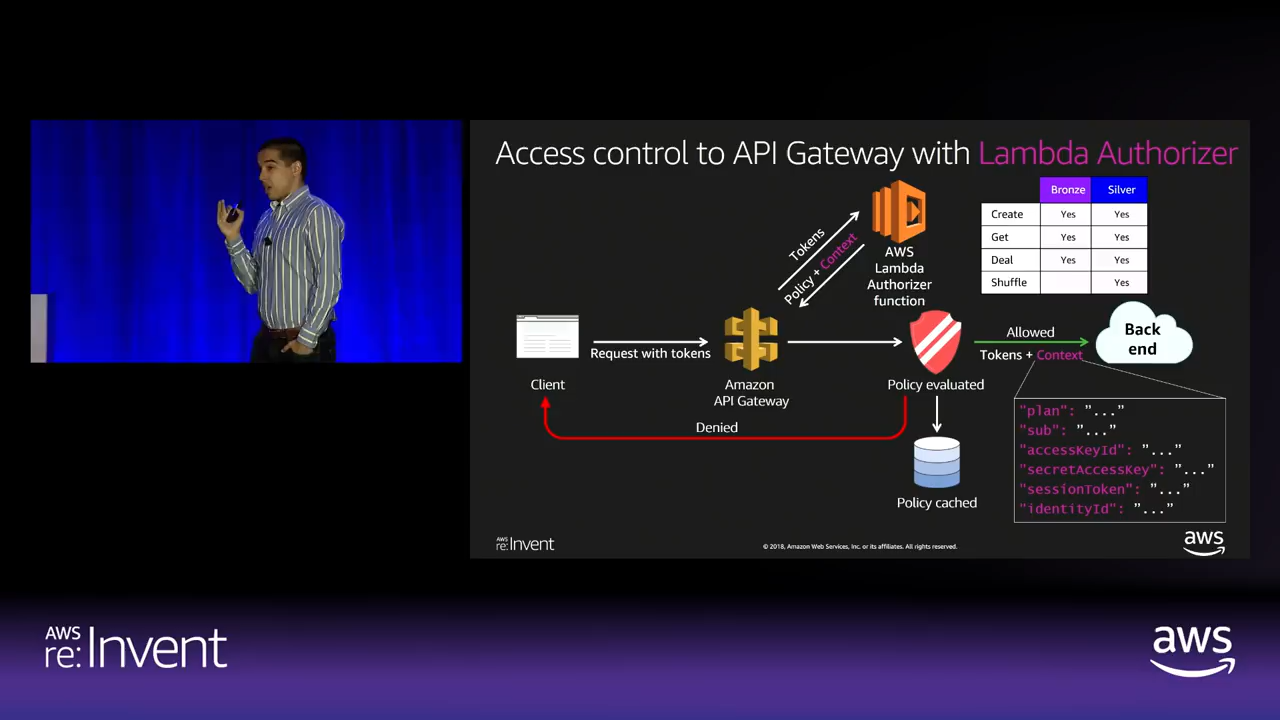 Access control to API Gateway with Lambda Authorizer
Bronze Silver
Create Yes Yes
Get Yes Yes
Deal Yes Yes
Shuffle Yes
Tokens
Policy + Context
AWS
Lambda
Authorizer
function
Request with tokens
Client
Amazon
API Gateway
Policy evaluated
Allowed
Tokens + Context
Back
end
Denied
Policy cached
"plan": "..."
"sub": "..."
"accessKeyId": "..."
"secretAccessKey": "..."
"sessionToken": "..."
"identityId": "..."
AWS
re:Invent
© 2018, Amazon Web Services, Inc. or its affiliates. All rights reserved.
aws
AWS
re:Invent
aws